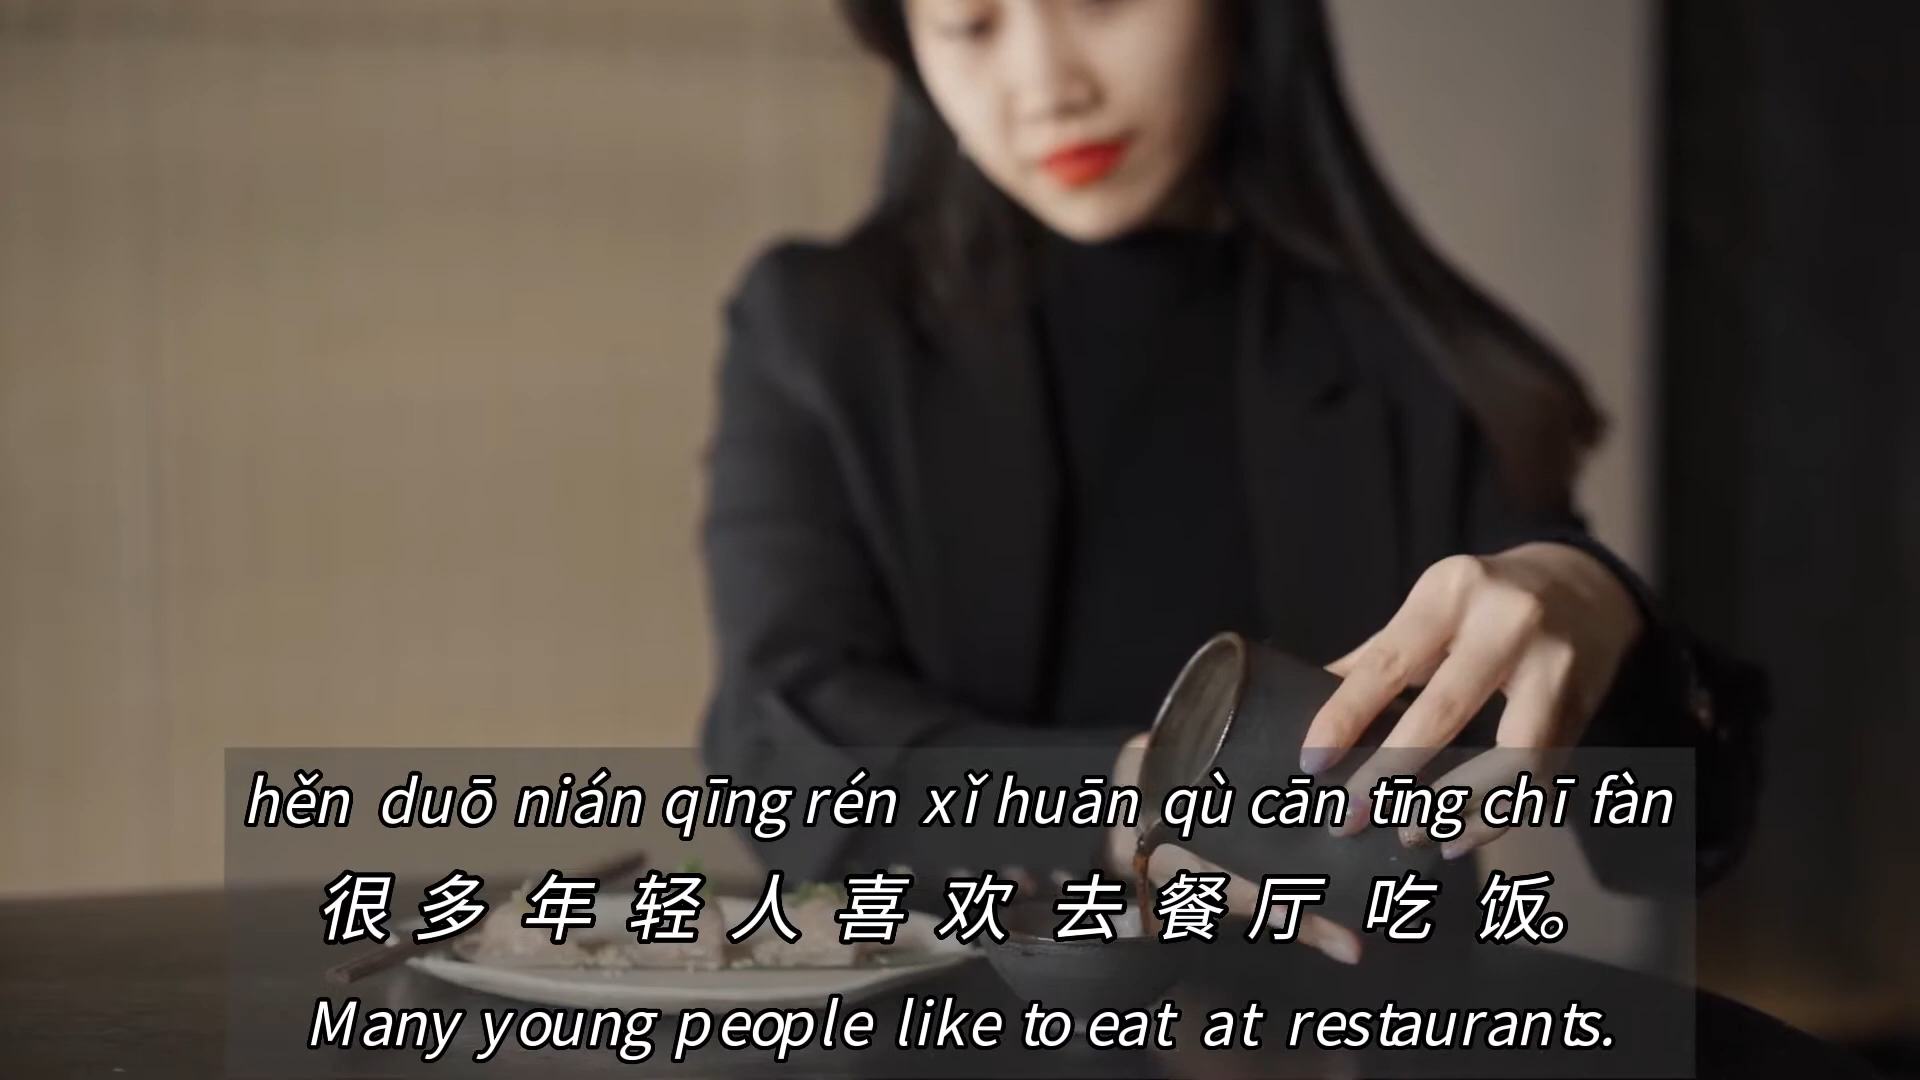 hěn duō nián qīng rén xǐ huān qù cān tīng chī fàn
很多年轻人喜欢去餐厅吃饭。
Many young people like to eat at restaurants.